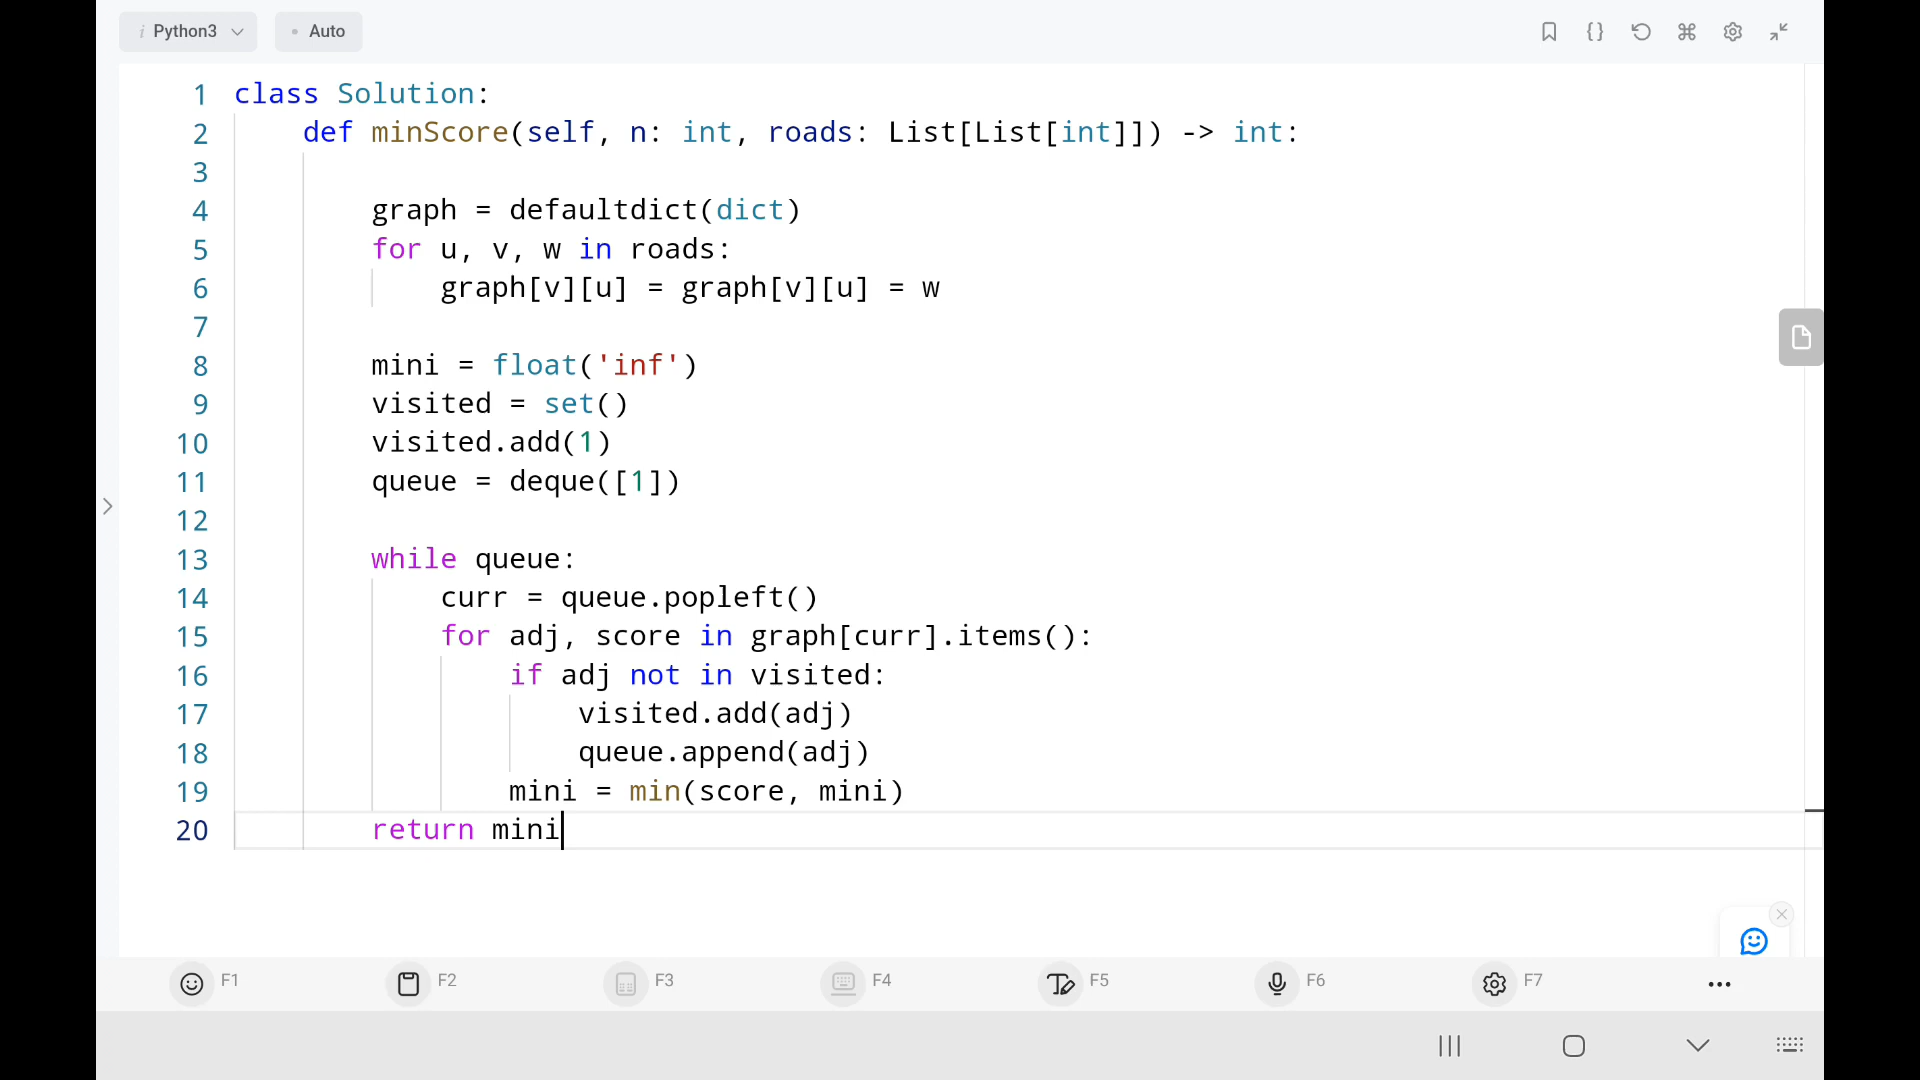 i Python3
Auto
1 class Solution:
2 def minScore(self, n: int, roads: List[List[int]]) -> int:
3
4 graph = defaultdict(dict)
5 for u, v, w in roads:
6 graph[v][u] = graph[v][u] = w
7
8 mini = float('inf')
9 visited = set()
10 visited.add(1)
11 queue = deque([1])
12
13 while queue:
14 curr = queue.popleft()
15 for adj, score in graph[curr].items():
16 if adj not in visited:
17 visited.add(adj)
18 queue.append(adj)
19 mini = min(score, mini)
20 return mini
F1 F2 F3 F4 F5 F6 F7